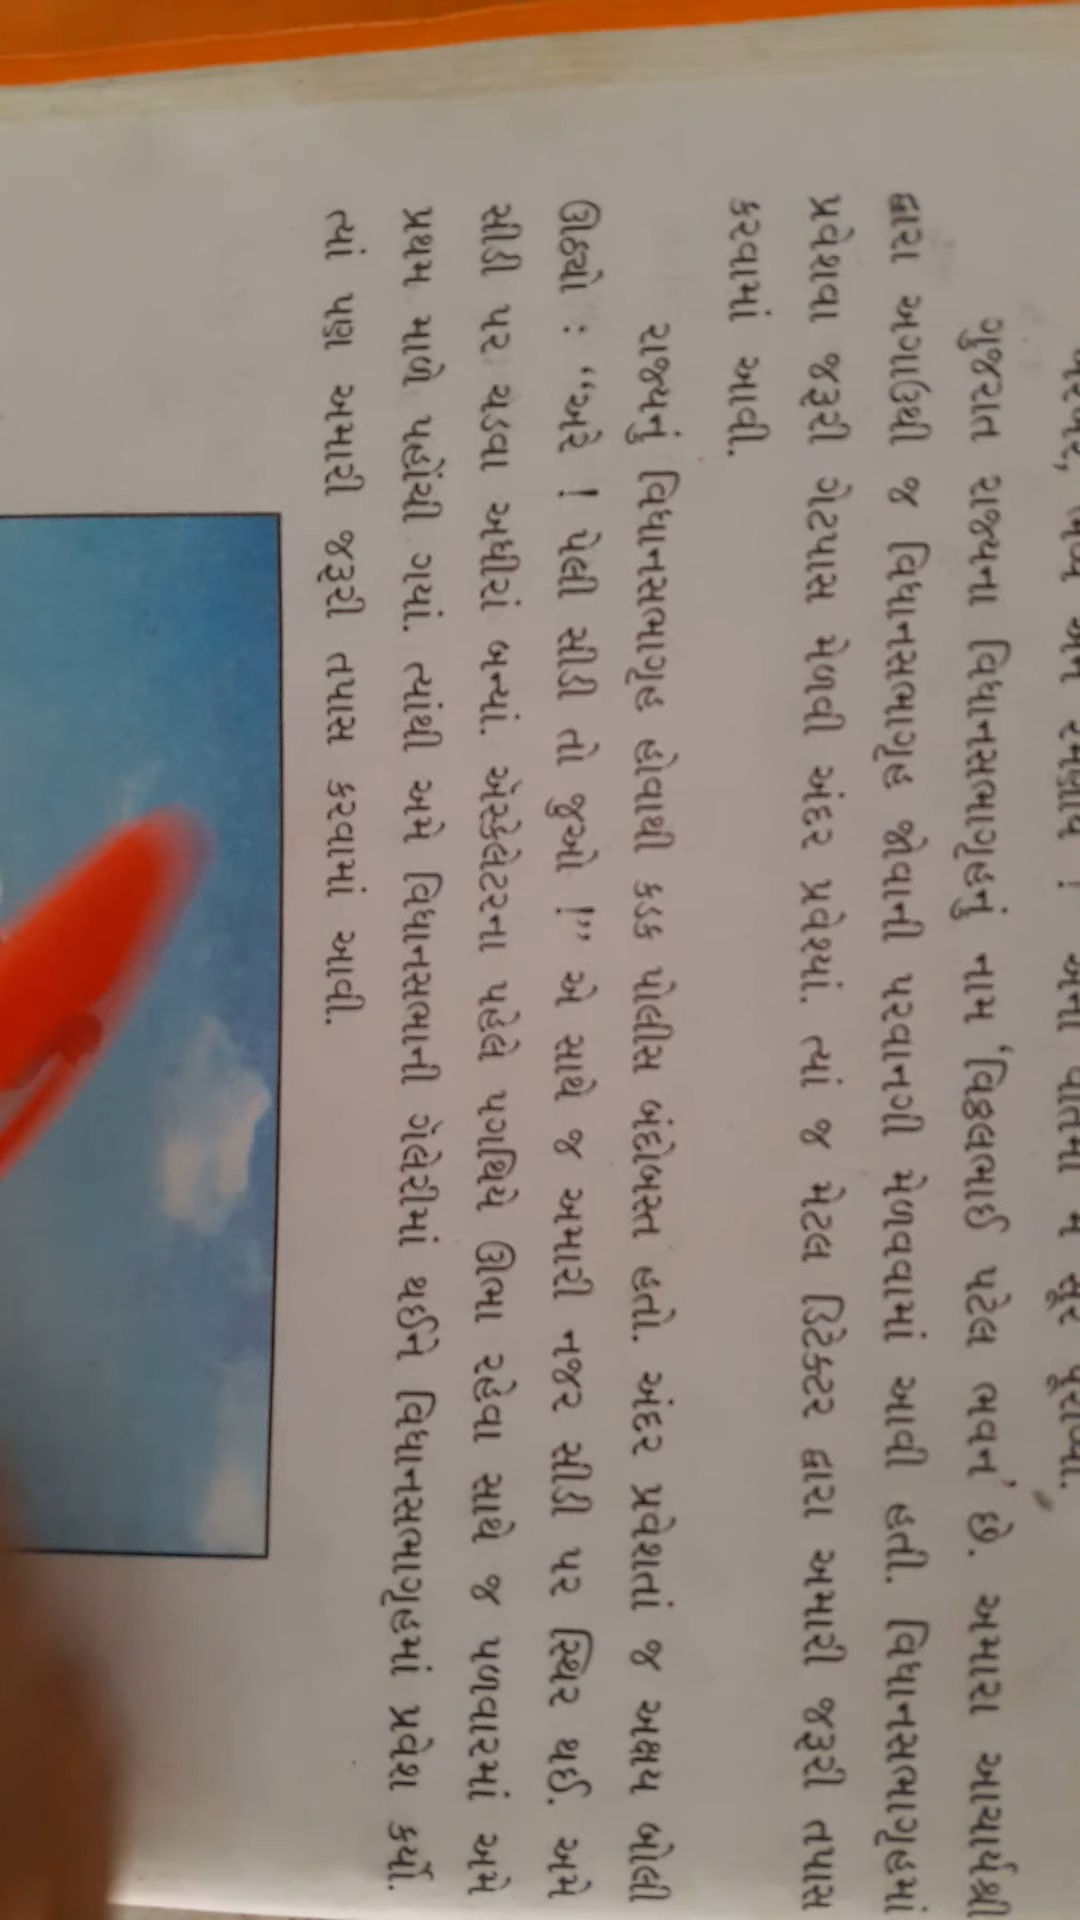 ગુજરાત રાજ્યના વિધાનસભાગૃહનું નામ ‘વિઠ્ઠલભાઈ પટેલ ભવન’ છે. અમારા આચાર્યશ્રી
દ્વારા અગાઉથી જ વિધાનસભાગૃહ જોવાની પરવાનગી મેળવવામાં આવી હતી. વિધાનસભાગૃહમાં
પ્રવેશવા જરૂરી ગેટપાસ મેળવી અંદર પ્રવેશ્યાં. ત્યાં જ મેટલ ડિટેક્ટર દ્વારા અમારી જરૂરી તપાસ
કરવામાં આવી.
રાજ્યનું વિધાનસભાગૃહ હોવાથી કડક પોલીસ બંદોબસ્ત હતો. અંદર પ્રવેશતાં જ અક્ષય બોલી
ઊઠ્યો : “અરે ! પેલી સીડી તો જુઓ !” એ સાથે જ અમારી નજર સીડી પર સ્થિર થઈ. અમે
સીડી પર ચડવા અધીરાં બન્યાં. એસ્કેલેટરના પહેલે પગથિયે ઊભા રહેવા સાથે જ પળવારમાં અમે
પ્રથમ માળે પહોંચી ગયાં. ત્યાંથી અમે વિધાનસભાની ગેલેરીમાં થઈને વિધાનસભાગૃહમાં પ્રવેશ કર્યો.
ત્યાં પણ અમારી જરૂરી તપાસ કરવામાં આવી.